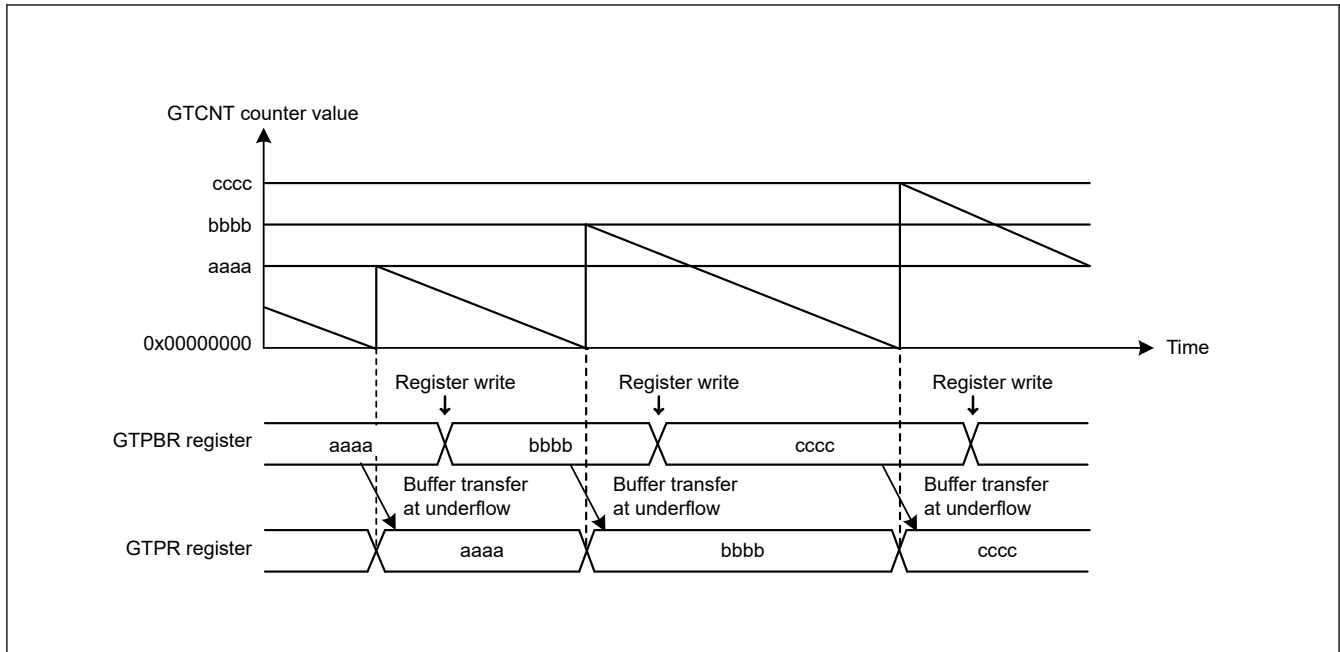 GTCNT counter value
cccc
bbbb
aaaa
0x00000000
Time
Register write
Register write
Register write
GTPBR register
aaaa
bbbb
cccc
Buffer transfer
at underflow
Buffer transfer
at underflow
Buffer transfer
at underflow
GTPR register
aaaa
bbbb
cccc